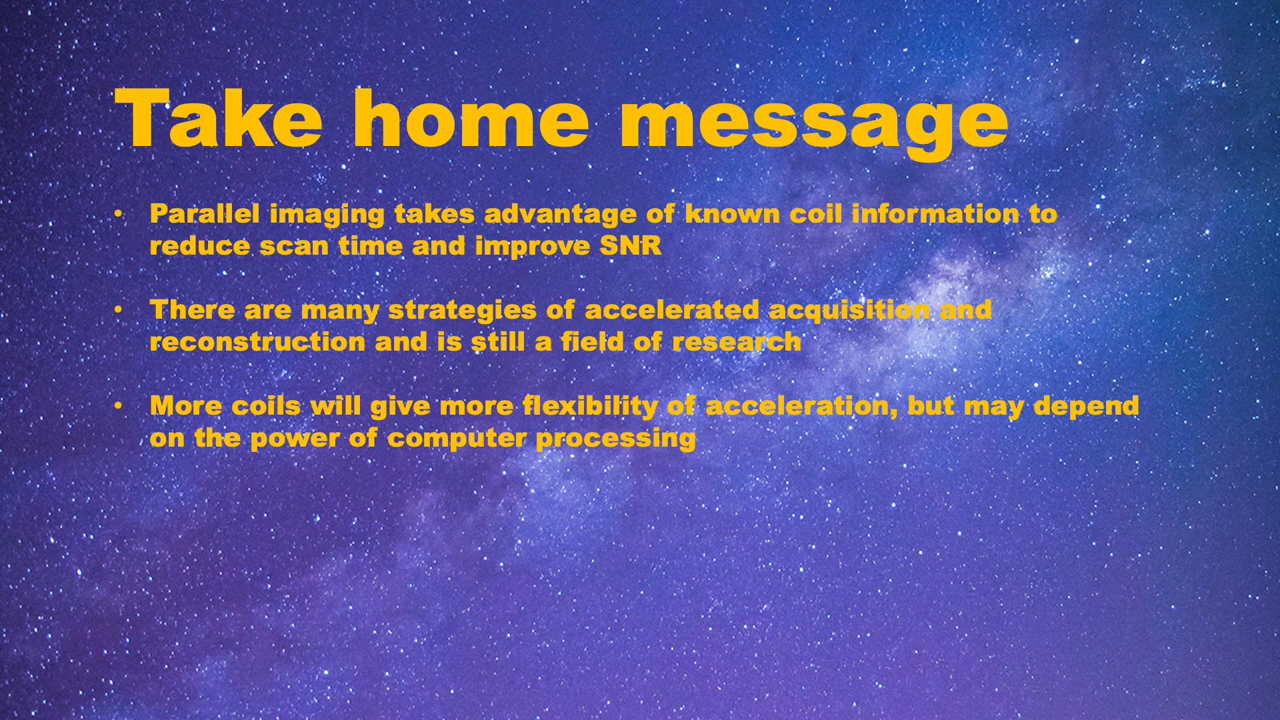 Take home message
• Parallel imaging takes advantage of known coil information to
reduce scan time and improve SNR
• There are many strategies of accelerated acquisition and
reconstruction and is still a field of research
• More coils will give more flexibility of acceleration, but may depend
on the power of computer processing